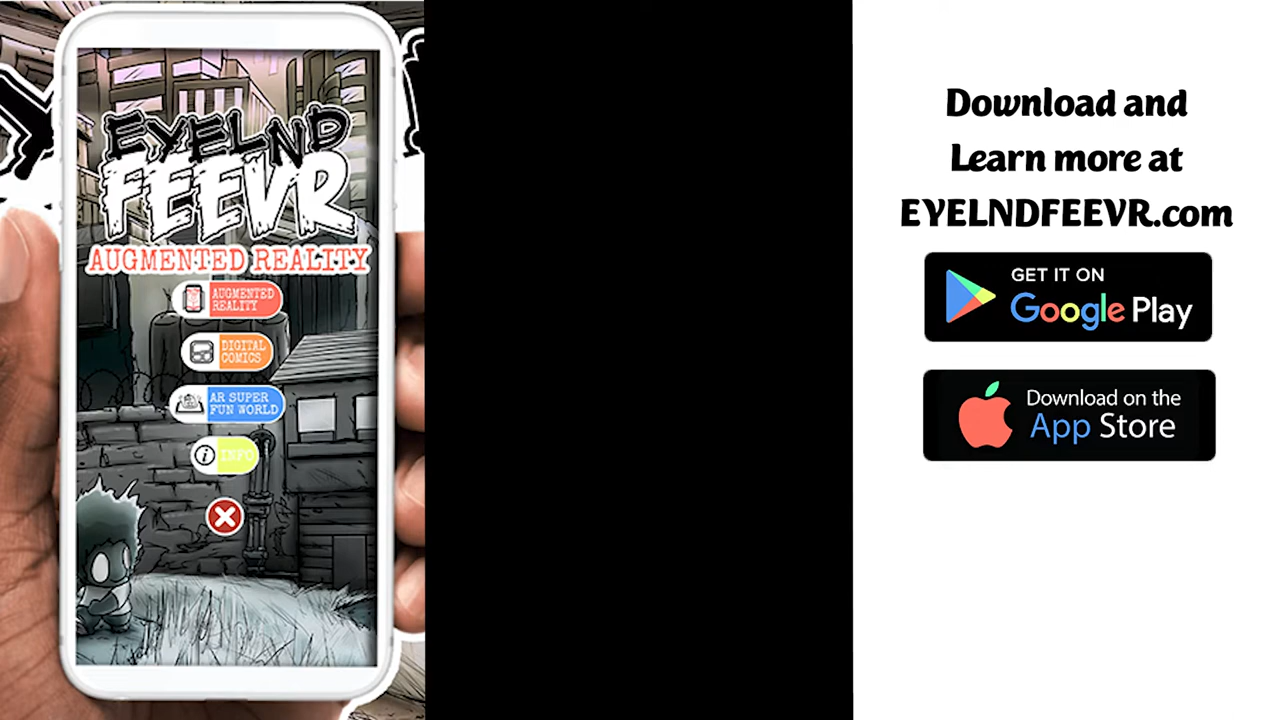 EYELND
FEEVR
AUGMENTED REALITY
AUGMENTED
REALITY
DIGITAL
COMICS
AR SUPER
FUN WORLD
INFO
Download and
Learn more at
EYELNDFEEVR.com
GET IT ON
Google Play
Download on the
App Store